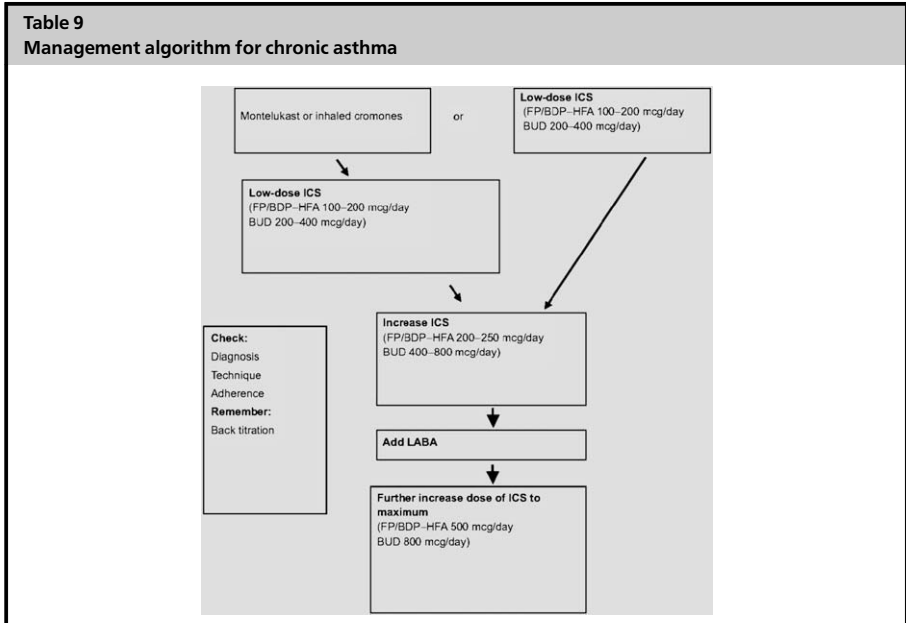 Table 9
Management algorithm for chronic asthma
Montelukast or inhaled cromones
or
Low-dose ICS
(FP/BDP–HFA 100–200 mcg/day
BUD 200–400 mcg/day)
Low-dose ICS
(FP/BDP–HFA 100–200 mcg/day
BUD 200–400 mcg/day)
Increase ICS
(FP/BDP–HFA 200–250 mcg/day
BUD 400–800 mcg/day)
Check:
Diagnosis
Technique
Adherence
Remember:
Back titration
Add LABA
Further increase dose of ICS to
maximum
(FP/BDP–HFA 500 mcg/day
BUD 800 mcg/day)